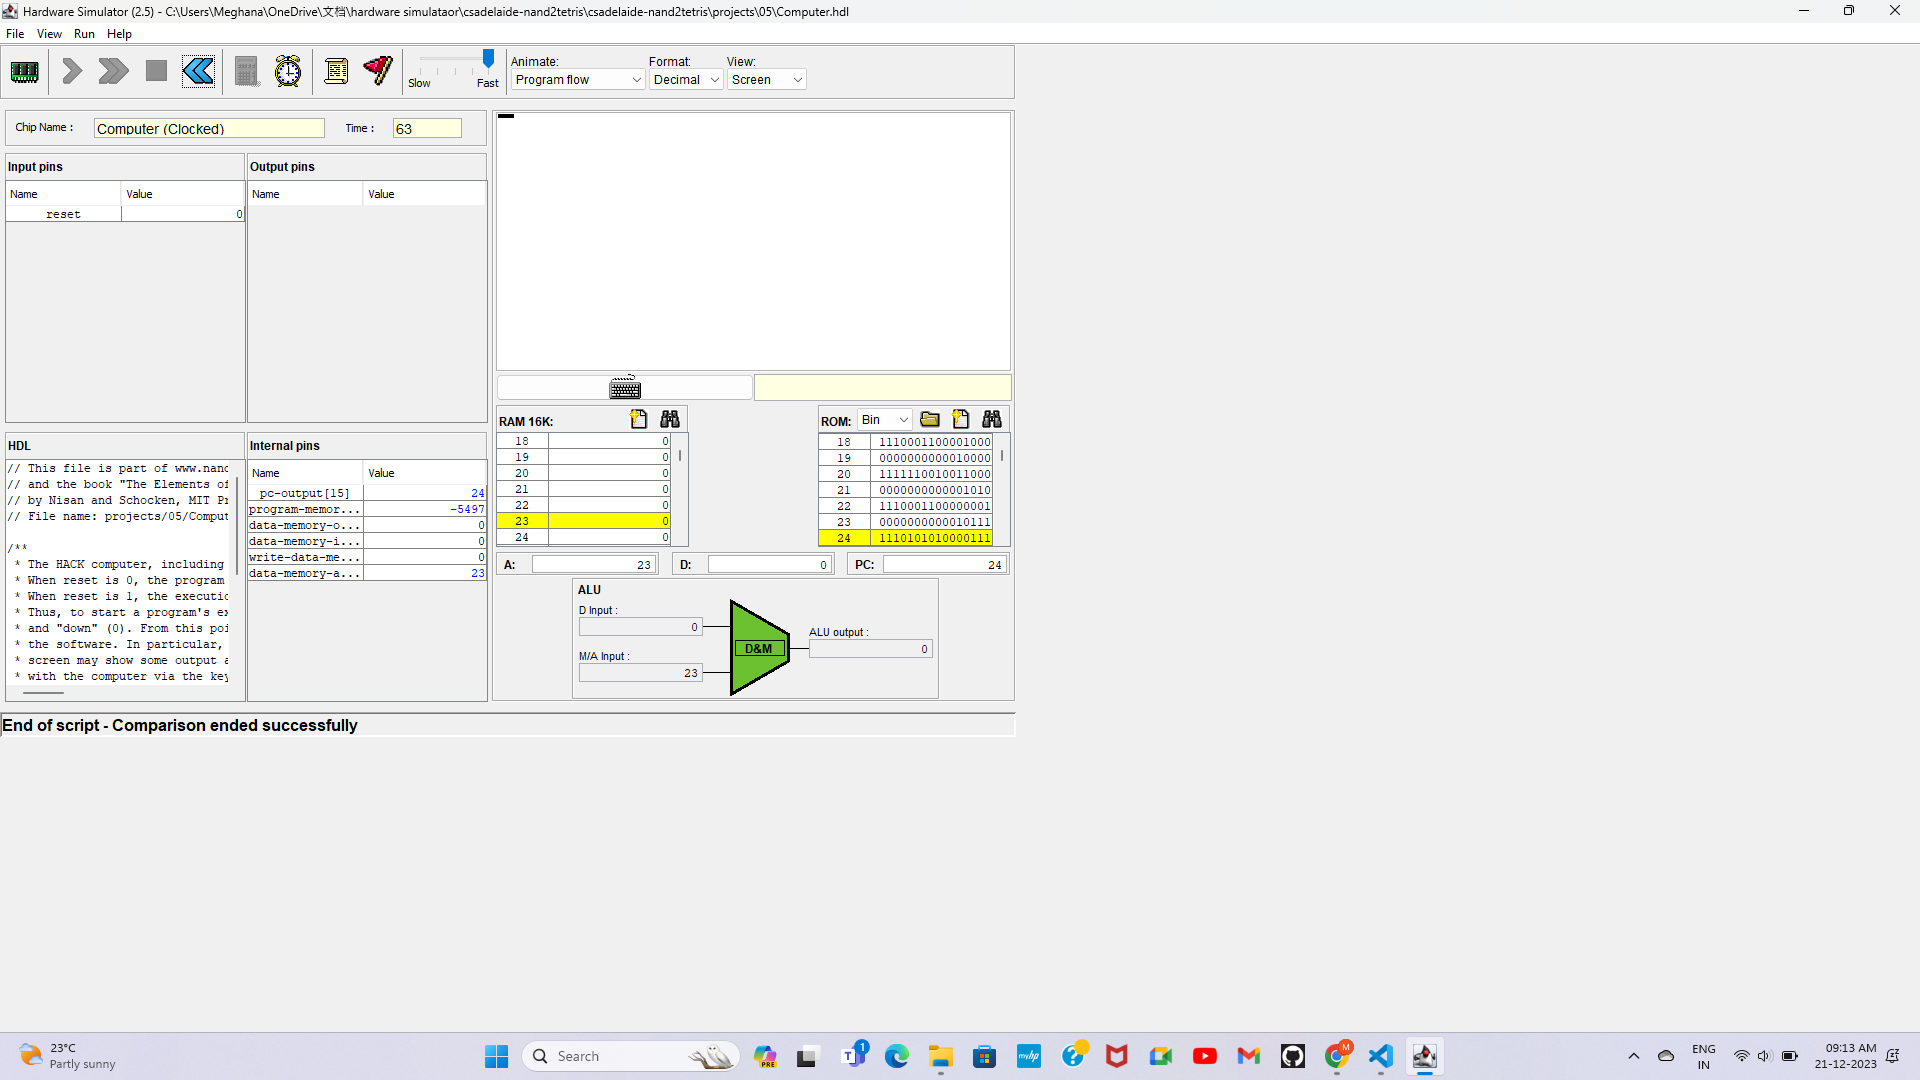 Hardware Simulator (2.5) - C:\Users\Meghana\OneDrive\文档\hardware simulataor\csadelaide-nand2tetris\csadelaide-nand2tetris\projects\05\Computer.hdl
File View Run Help
Slow Fast
Animate:
Program flow
Format:
Decimal
View:
Screen
Chip Name : Computer (Clocked) Time : 63
Input pins
Name Value
reset 0
Output pins
Name Value
HDL
// This file is part of www.nand
// and the book "The Elements of
// by Nisan and Schocken, MIT Pr
// File name: projects/05/Comput
/**
* The HACK computer, including
* When reset is 0, the program
* When reset is 1, the executio
* Thus, to start a program's ex
* and "down" (0). From this poi
* the software. In particular,
* screen may show some output a
* with the computer via the key
Internal pins
Name Value
pc-output[15] 24
program-memor... -5497
data-memory-o... 0
data-memory-i... 0
write-data-me... 0
data-memory-a... 23
RAM 16K:
18 0
19 0
20 0
21 0
22 0
23 0
24 0
ROM: Bin
18 1110001100001000
19 0000000000010000
20 1111110010011000
21 0000000000001010
22 1110001100000001
23 0000000000010111
24 1110101010000111
A: 23 D: 0 PC: 24
ALU
D Input :
0
M/A Input :
23
D&M
ALU output :
0
End of script - Comparison ended successfully
23°C
Partly sunny
Search
PRE
1
myhp
M
ENG
IN
09:13 AM
21-12-2023